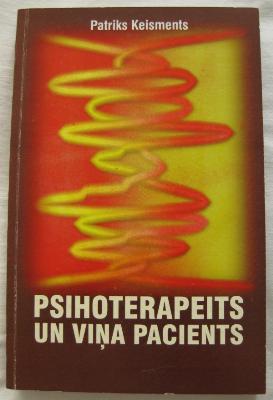 Patriks Keisments
PSIHOTERAPEITS
UN VIŅA PACIENTS